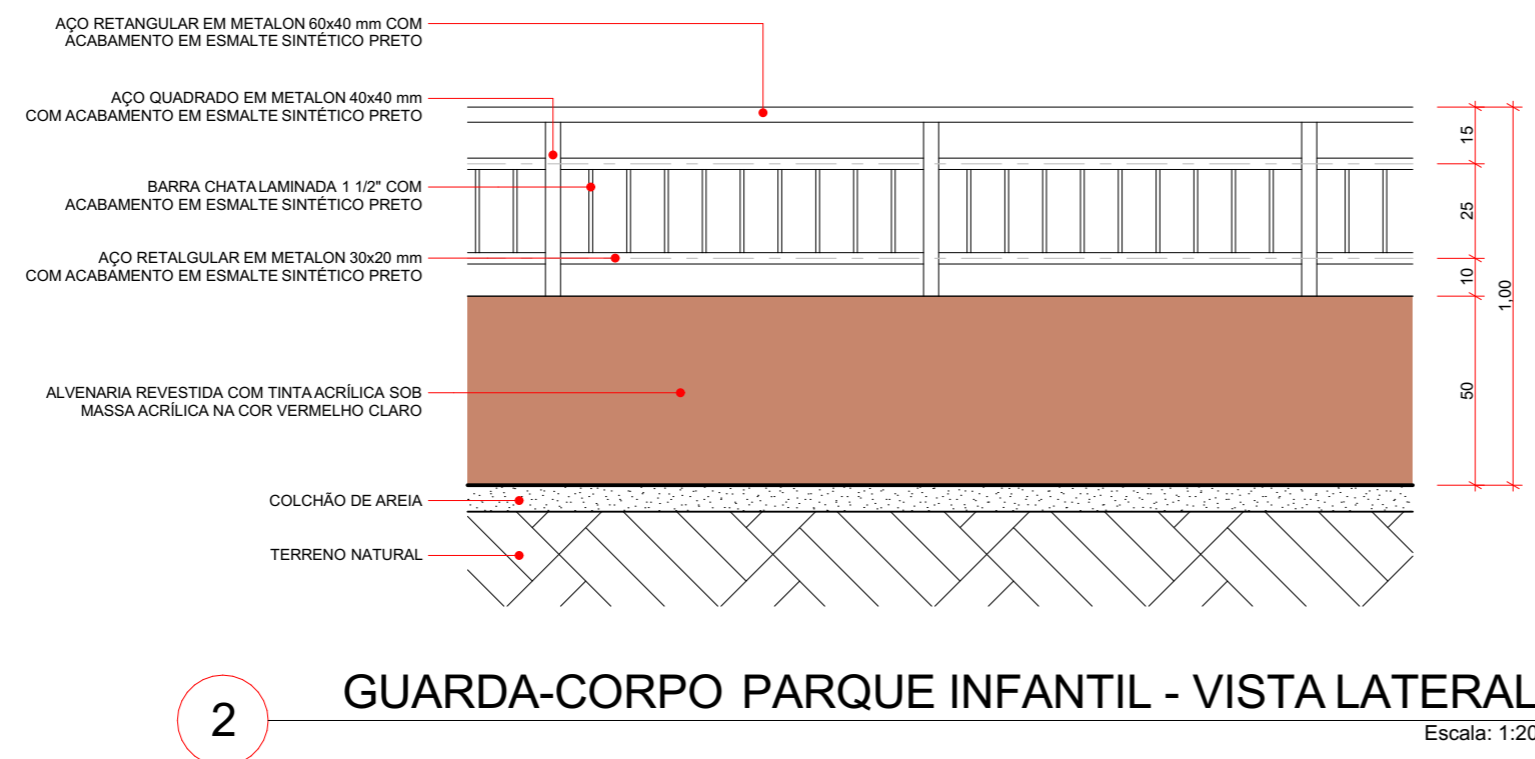 AÇO RETANGULAR EM METALON 60x40 mm COM
ACABAMENTO EM ESMALTE SINTÉTICO PRETO
AÇO QUADRADO EM METALON 40x40 mm
COM ACABAMENTO EM ESMALTE SINTÉTICO PRETO
BARRA CHATA LAMINADA 1 1/2" COM
ACABAMENTO EM ESMALTE SINTÉTICO PRETO
AÇO RETALGULAR EM METALON 30x20 mm
COM ACABAMENTO EM ESMALTE SINTÉTICO PRETO
ALVENARIA REVESTIDA COM TINTA ACRÍLICA SOB
MASSA ACRÍLICA NA COR VERMELHO CLARO
COLCHÃO DE AREIA
TERRENO NATURAL
15
25
10
50
1,00
2
GUARDA-CORPO PARQUE INFANTIL - VISTA LATERAL
Escala: 1:20